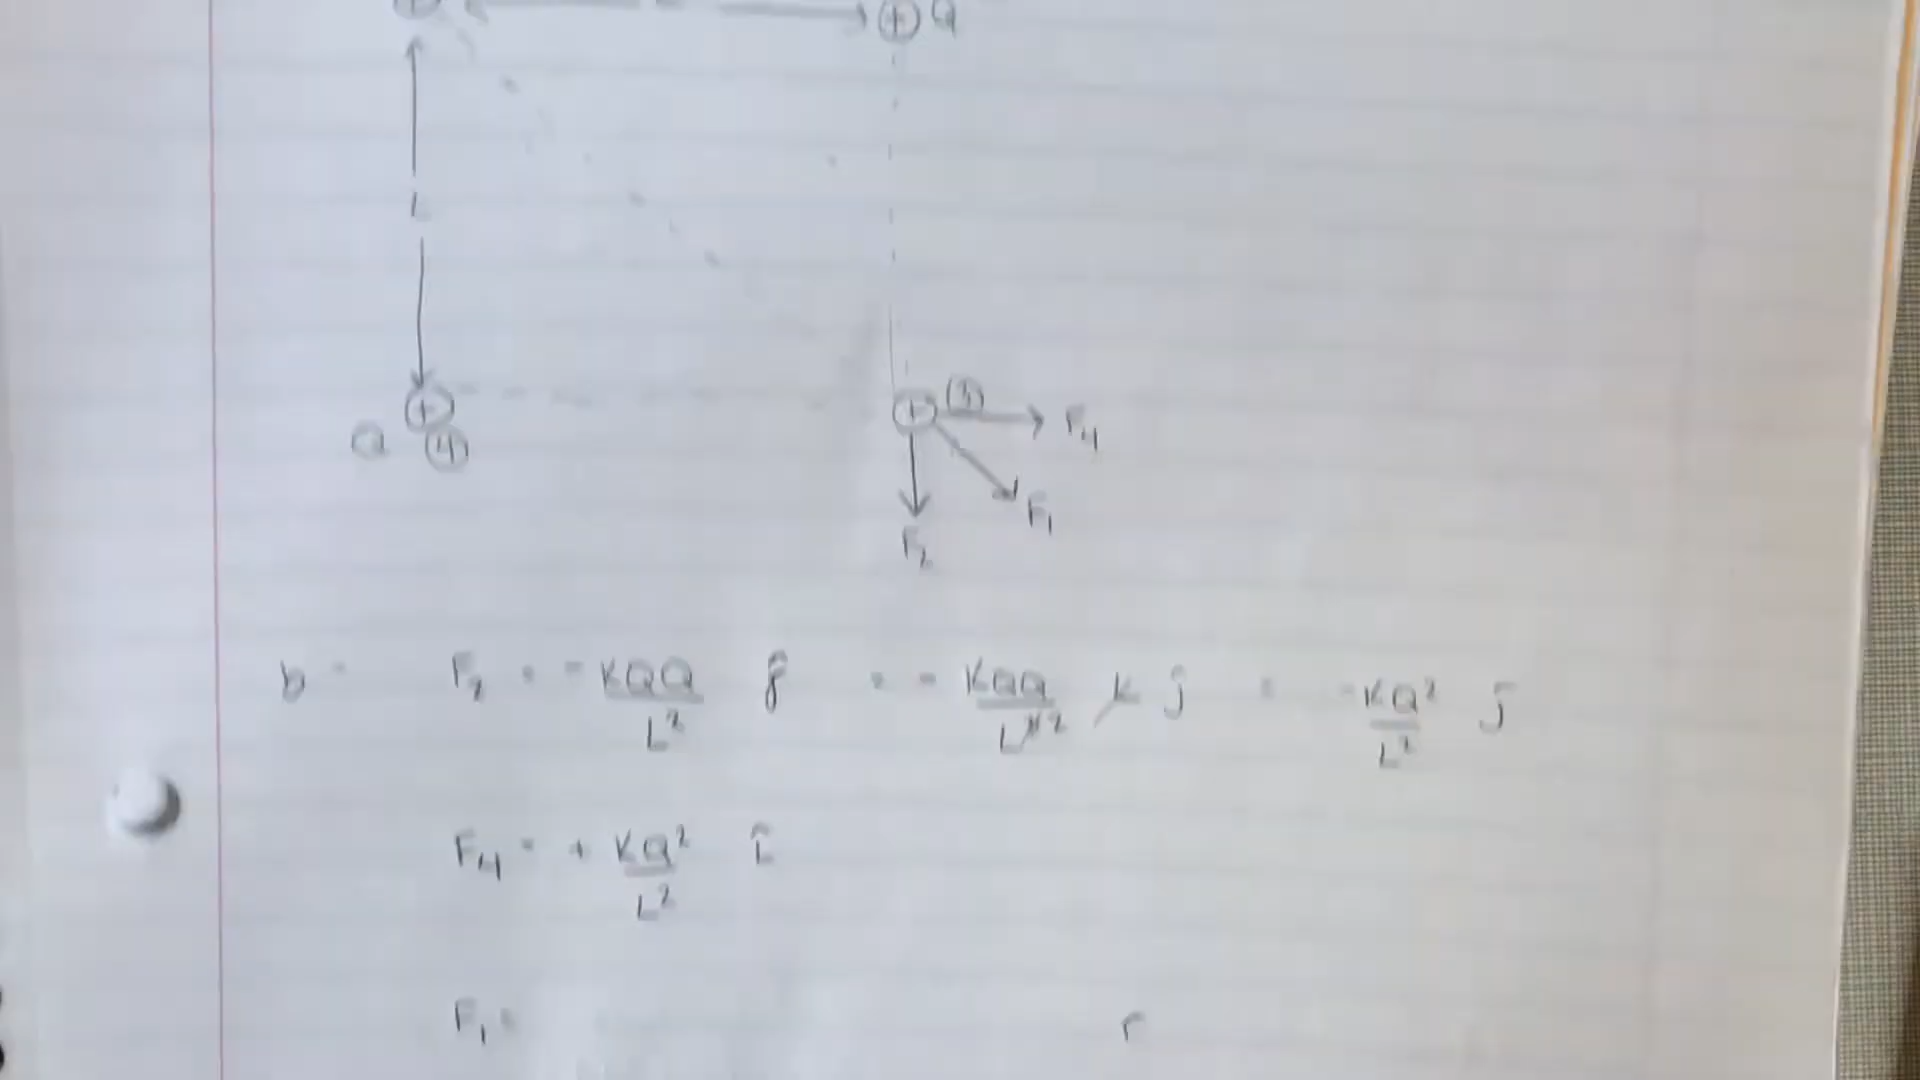 + + Q
L
+ (3) F₄
Q (4) F₁
F₂
b - F₂ = - KQQ/L² r̂ = - KQQ/L² ĵ = - KQ²/L² ĵ
F₄ = + KQ²/L² î
F₁ = r